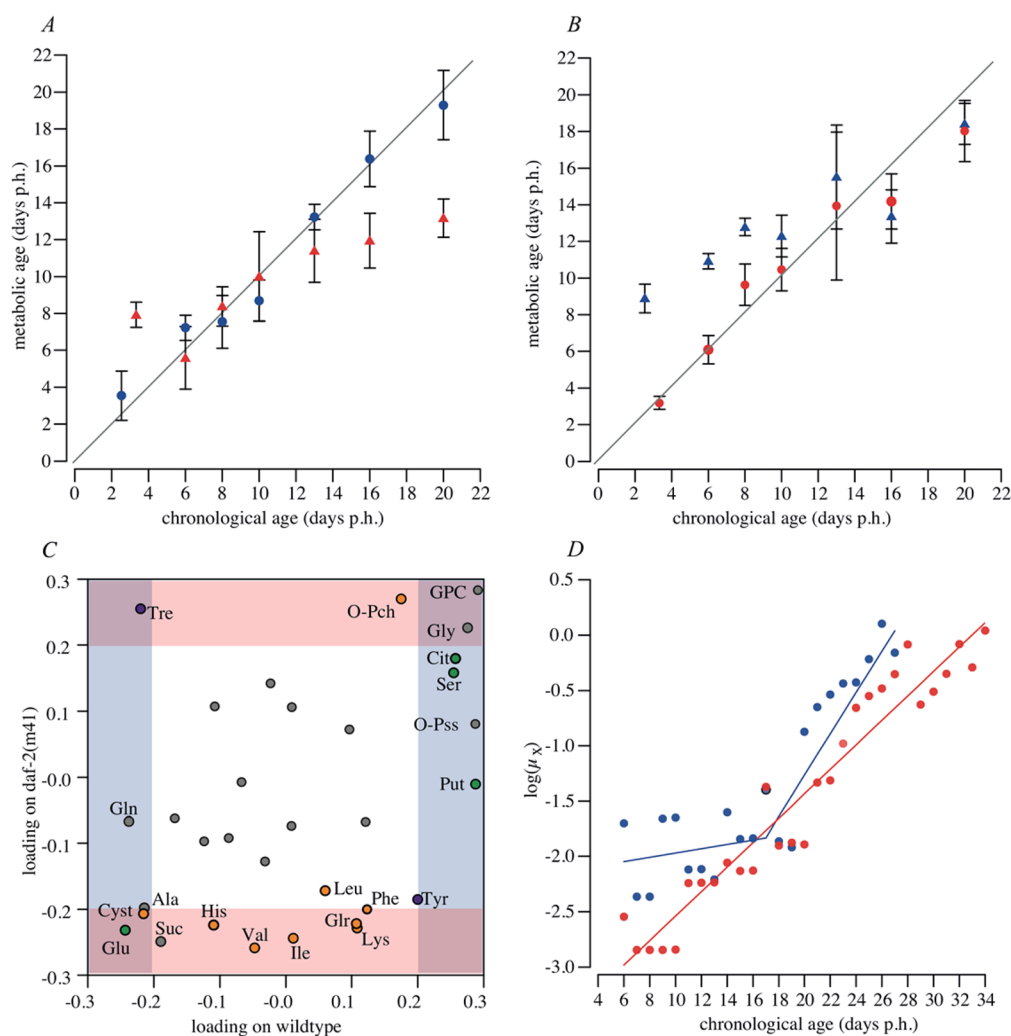 A
B
22
20
18
16
14
12
10
8
6
4
2
0
metabolic age (days p.h.)
0 2 4 6 8 10 12 14 16 18 20 22
chronological age (days p.h.)
22
20
18
16
14
12
10
8
6
4
2
0
metabolic age (days p.h.)
0 2 4 6 8 10 12 14 16 18 20 22
chronological age (days p.h.)
C
D
0.3
0.2
0.1
-0.0
-0.1
-0.2
-0.3
loading on daf-2(m41)
Tre
O-Pch
GPC
Gly
Cit
Ser
O-Pss
Put
Gln
Leu
Ala
Phe
Tyr
Cyst
His
Glr
Glu
Suc
Val
Ile
Lys
-0.3 -0.2 -0.1 -0.0 0.1 0.2 0.3
loading on wildtype
0.5
0.0
-0.5
-1.0
-1.5
-2.0
-2.5
-3.0
log(μx)
4 6 8 10 12 14 16 18 20 22 24 26 28 30 32 34
chronological age (days p.h.)